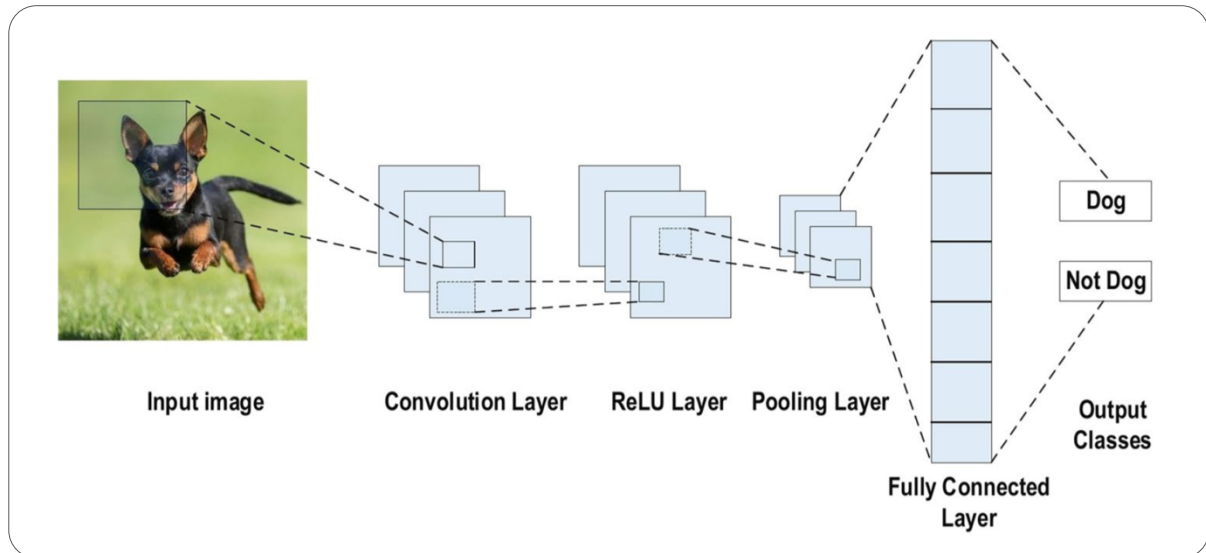 Dog
Not Dog
Input image
Convolution Layer
ReLU Layer
Pooling Layer
Output
Classes
Fully Connected
Layer